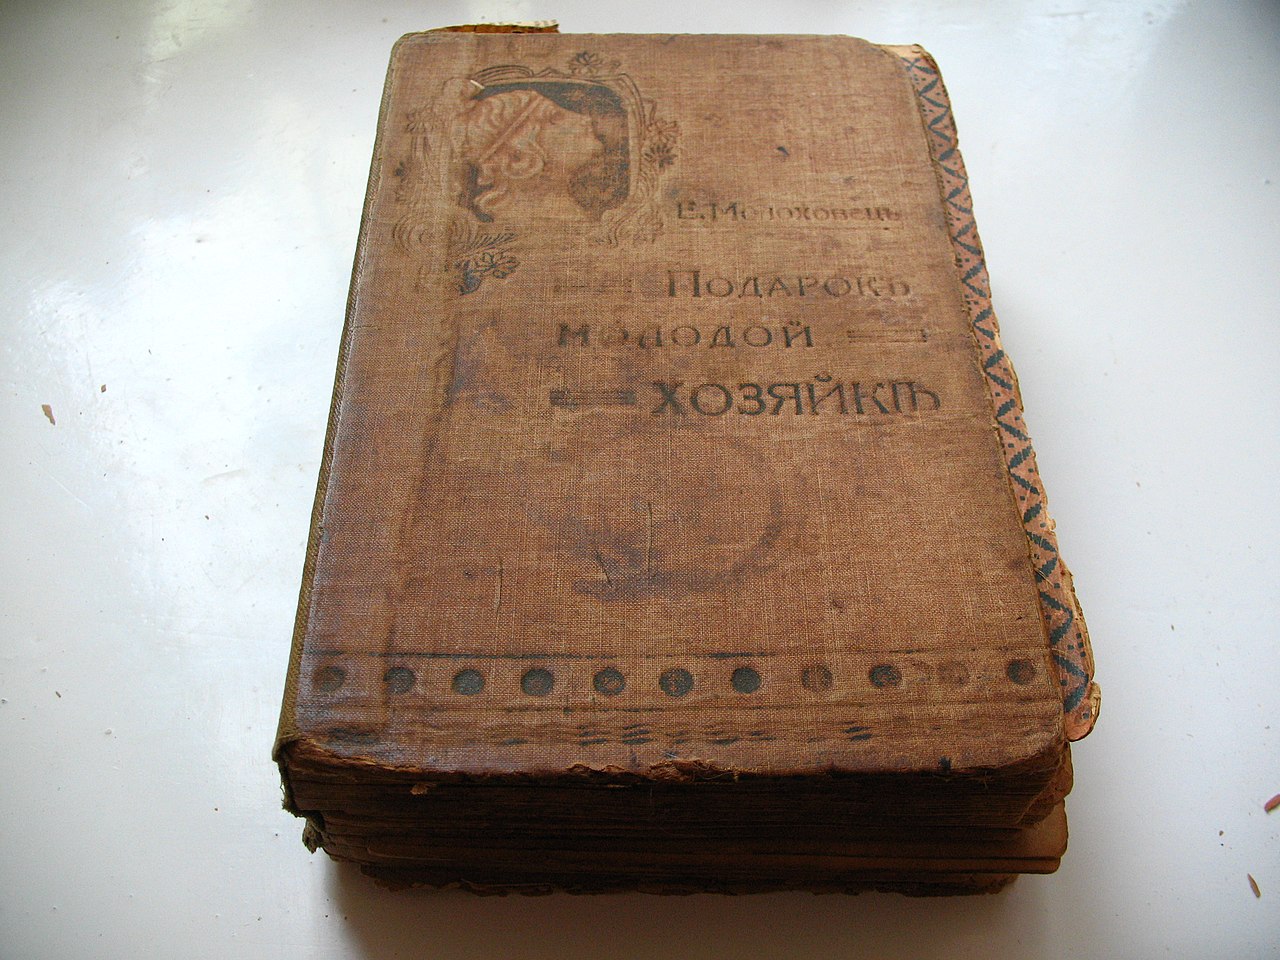 Е. Молоховецъ
Подарокъ
молодой
хозяйкѣ